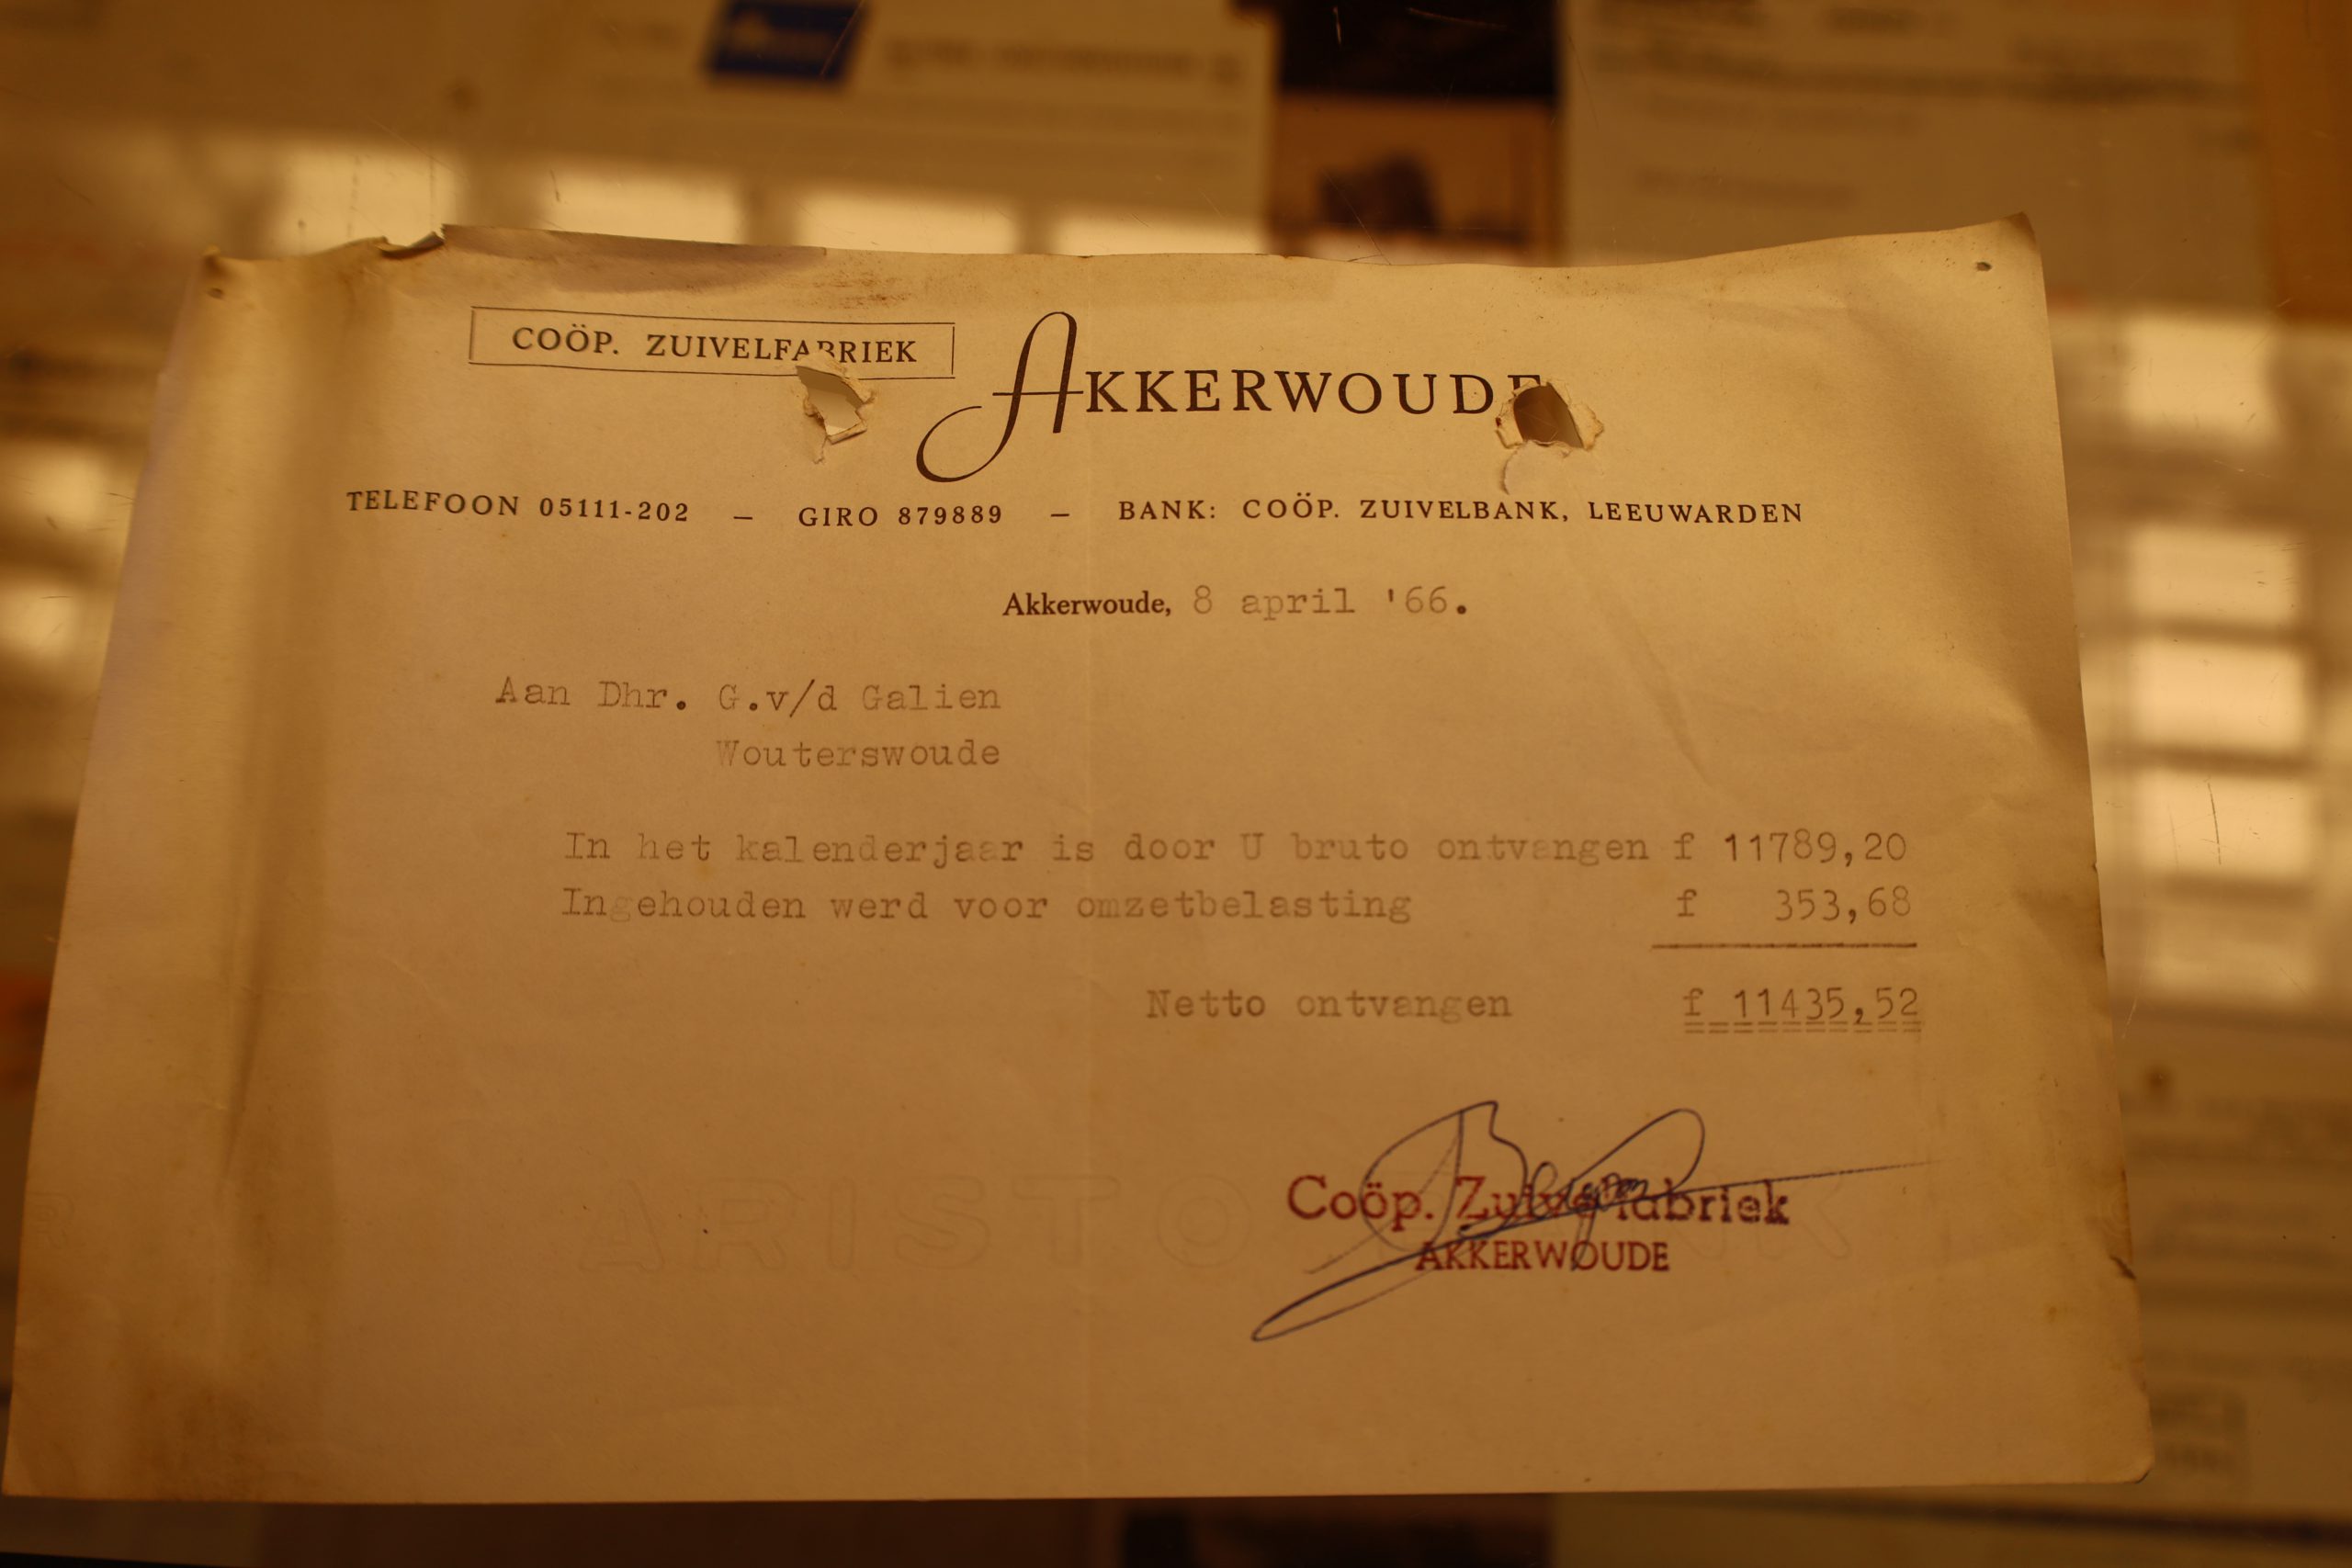 COÖP. ZUIVELFABRIEK
AKKERWOUDE
TELEFOON 05111-202 — GIRO 879889 — BANK: COÖP. ZUIVELBANK, LEEUWARDEN
Akkerwoude, 8 april '66.
Aan Dhr. G.v/d Galien
Wouterswoude
In het kalenderjaar is door U bruto ontvangen f 11789,20
Ingehouden werd voor omzetbelasting f 353,68
Netto ontvangen f 11435,52
Coöp. Zuivelfabriek
AKKERWOUDE
ARISTO